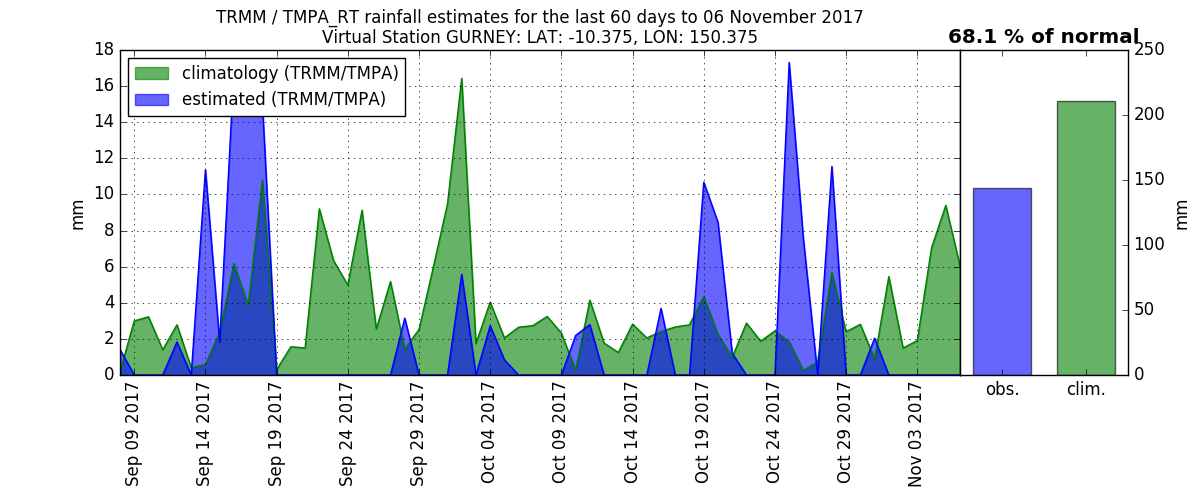 TRMM / TMPA_RT rainfall estimates for the last 60 days to 06 November 2017
Virtual Station GURNEY: LAT: -10.375, LON: 150.375
68.1 % of normal
climatology (TRMM/TMPA)
estimated (TRMM/TMPA)
18
16
14
12
10
8
6
4
2
0
mm
Sep 09 2017
Sep 14 2017
Sep 19 2017
Sep 24 2017
Sep 29 2017
Oct 04 2017
Oct 09 2017
Oct 14 2017
Oct 19 2017
Oct 24 2017
Oct 29 2017
Nov 03 2017
obs.
clim.
250
200
150
100
50
0
mm